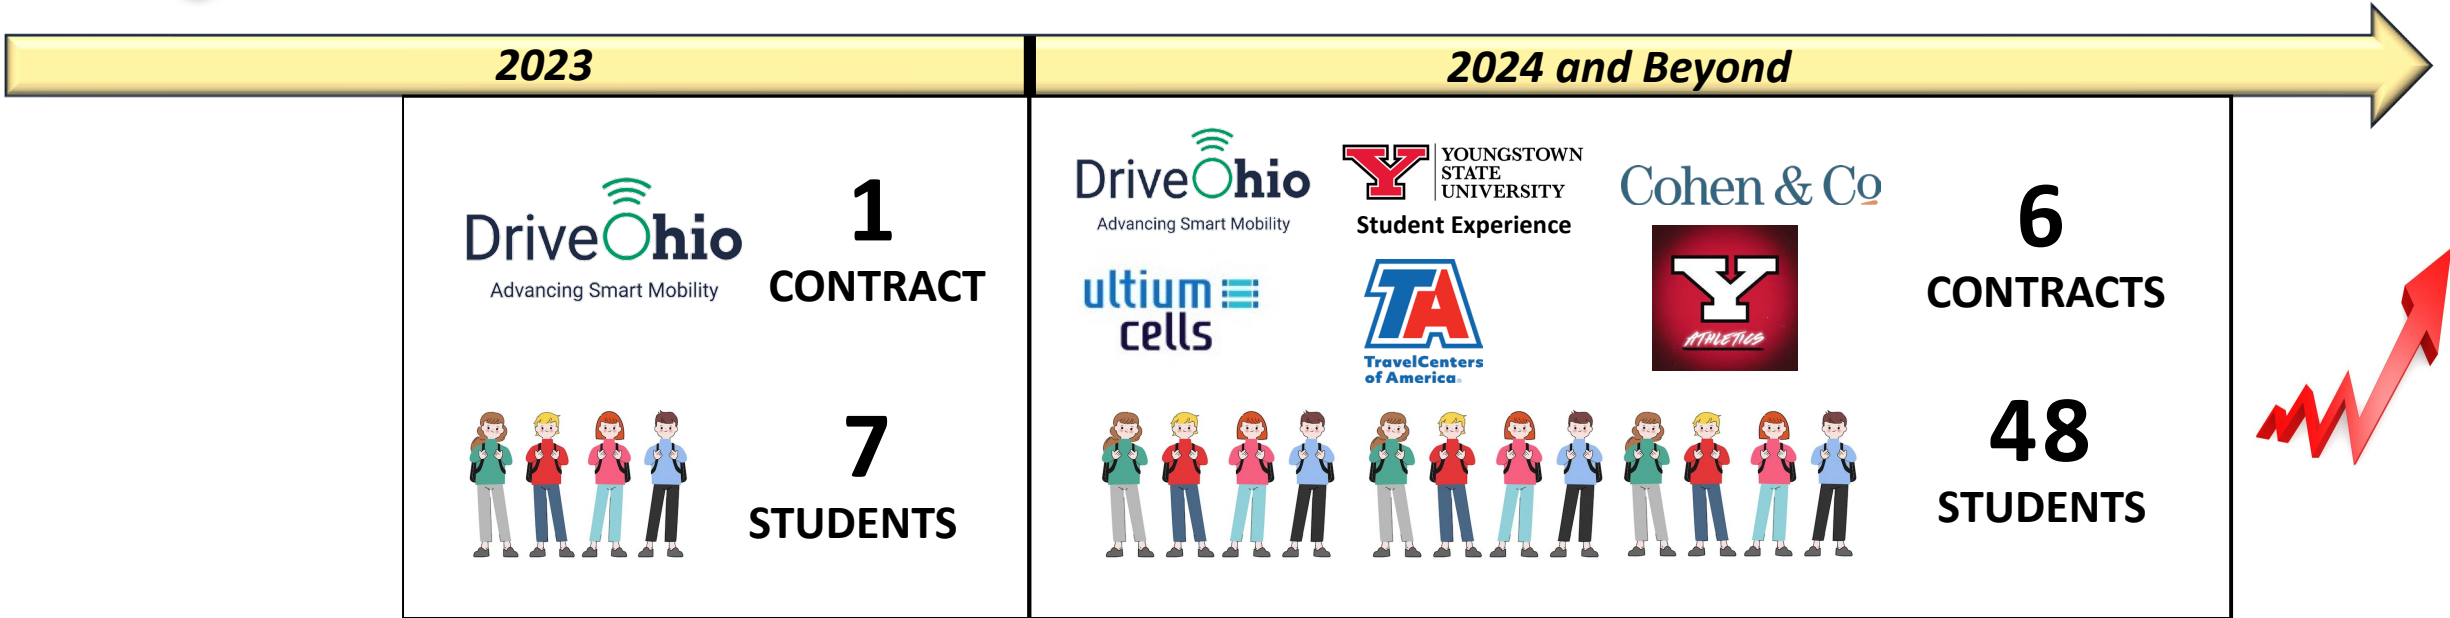 2023
2024 and Beyond
DriveOhio
Advancing Smart Mobility
1
CONTRACT
7
STUDENTS
DriveOhio
Advancing Smart Mobility
Y
YOUNGSTOWN
STATE
UNIVERSITY
Student Experience
Cohen & Co
ultium
cells
TA
TravelCenters
of America
Y
ATHLETICS
6
CONTRACTS
48
STUDENTS